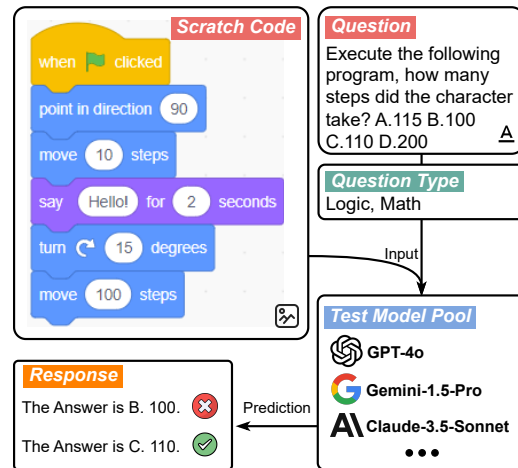 Scratch Code
when clicked
point in direction 90
move 10 steps
say Hello! for 2 seconds
turn 15 degrees
move 100 steps
Question
Execute the following
program, how many
steps did the character
take? A.115 B.100
C.110 D.200
A
Question Type
Logic, Math
Input
Test Model Pool
GPT-4o
Gemini-1.5-Pro
Claude-3.5-Sonnet
Prediction
Response
The Answer is B. 100.
The Answer is C. 110.